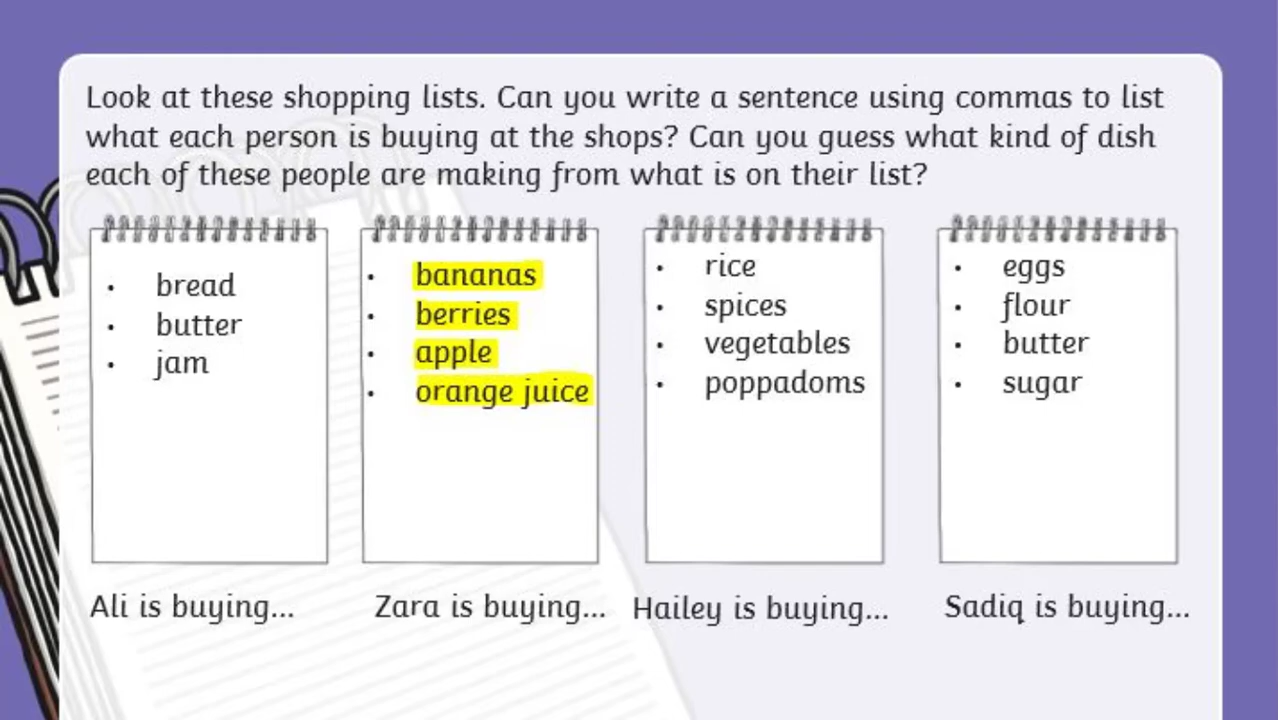 Look at these shopping lists. Can you write a sentence using commas to list
what each person is buying at the shops? Can you guess what kind of dish
each of these people are making from what is on their list?
• bread
• butter
• jam
• bananas
• berries
• apple
• orange juice
• rice
• spices
• vegetables
• poppadoms
• eggs
• flour
• butter
• sugar
Ali is buying...
Zara is buying...
Hailey is buying...
Sadiq is buying...